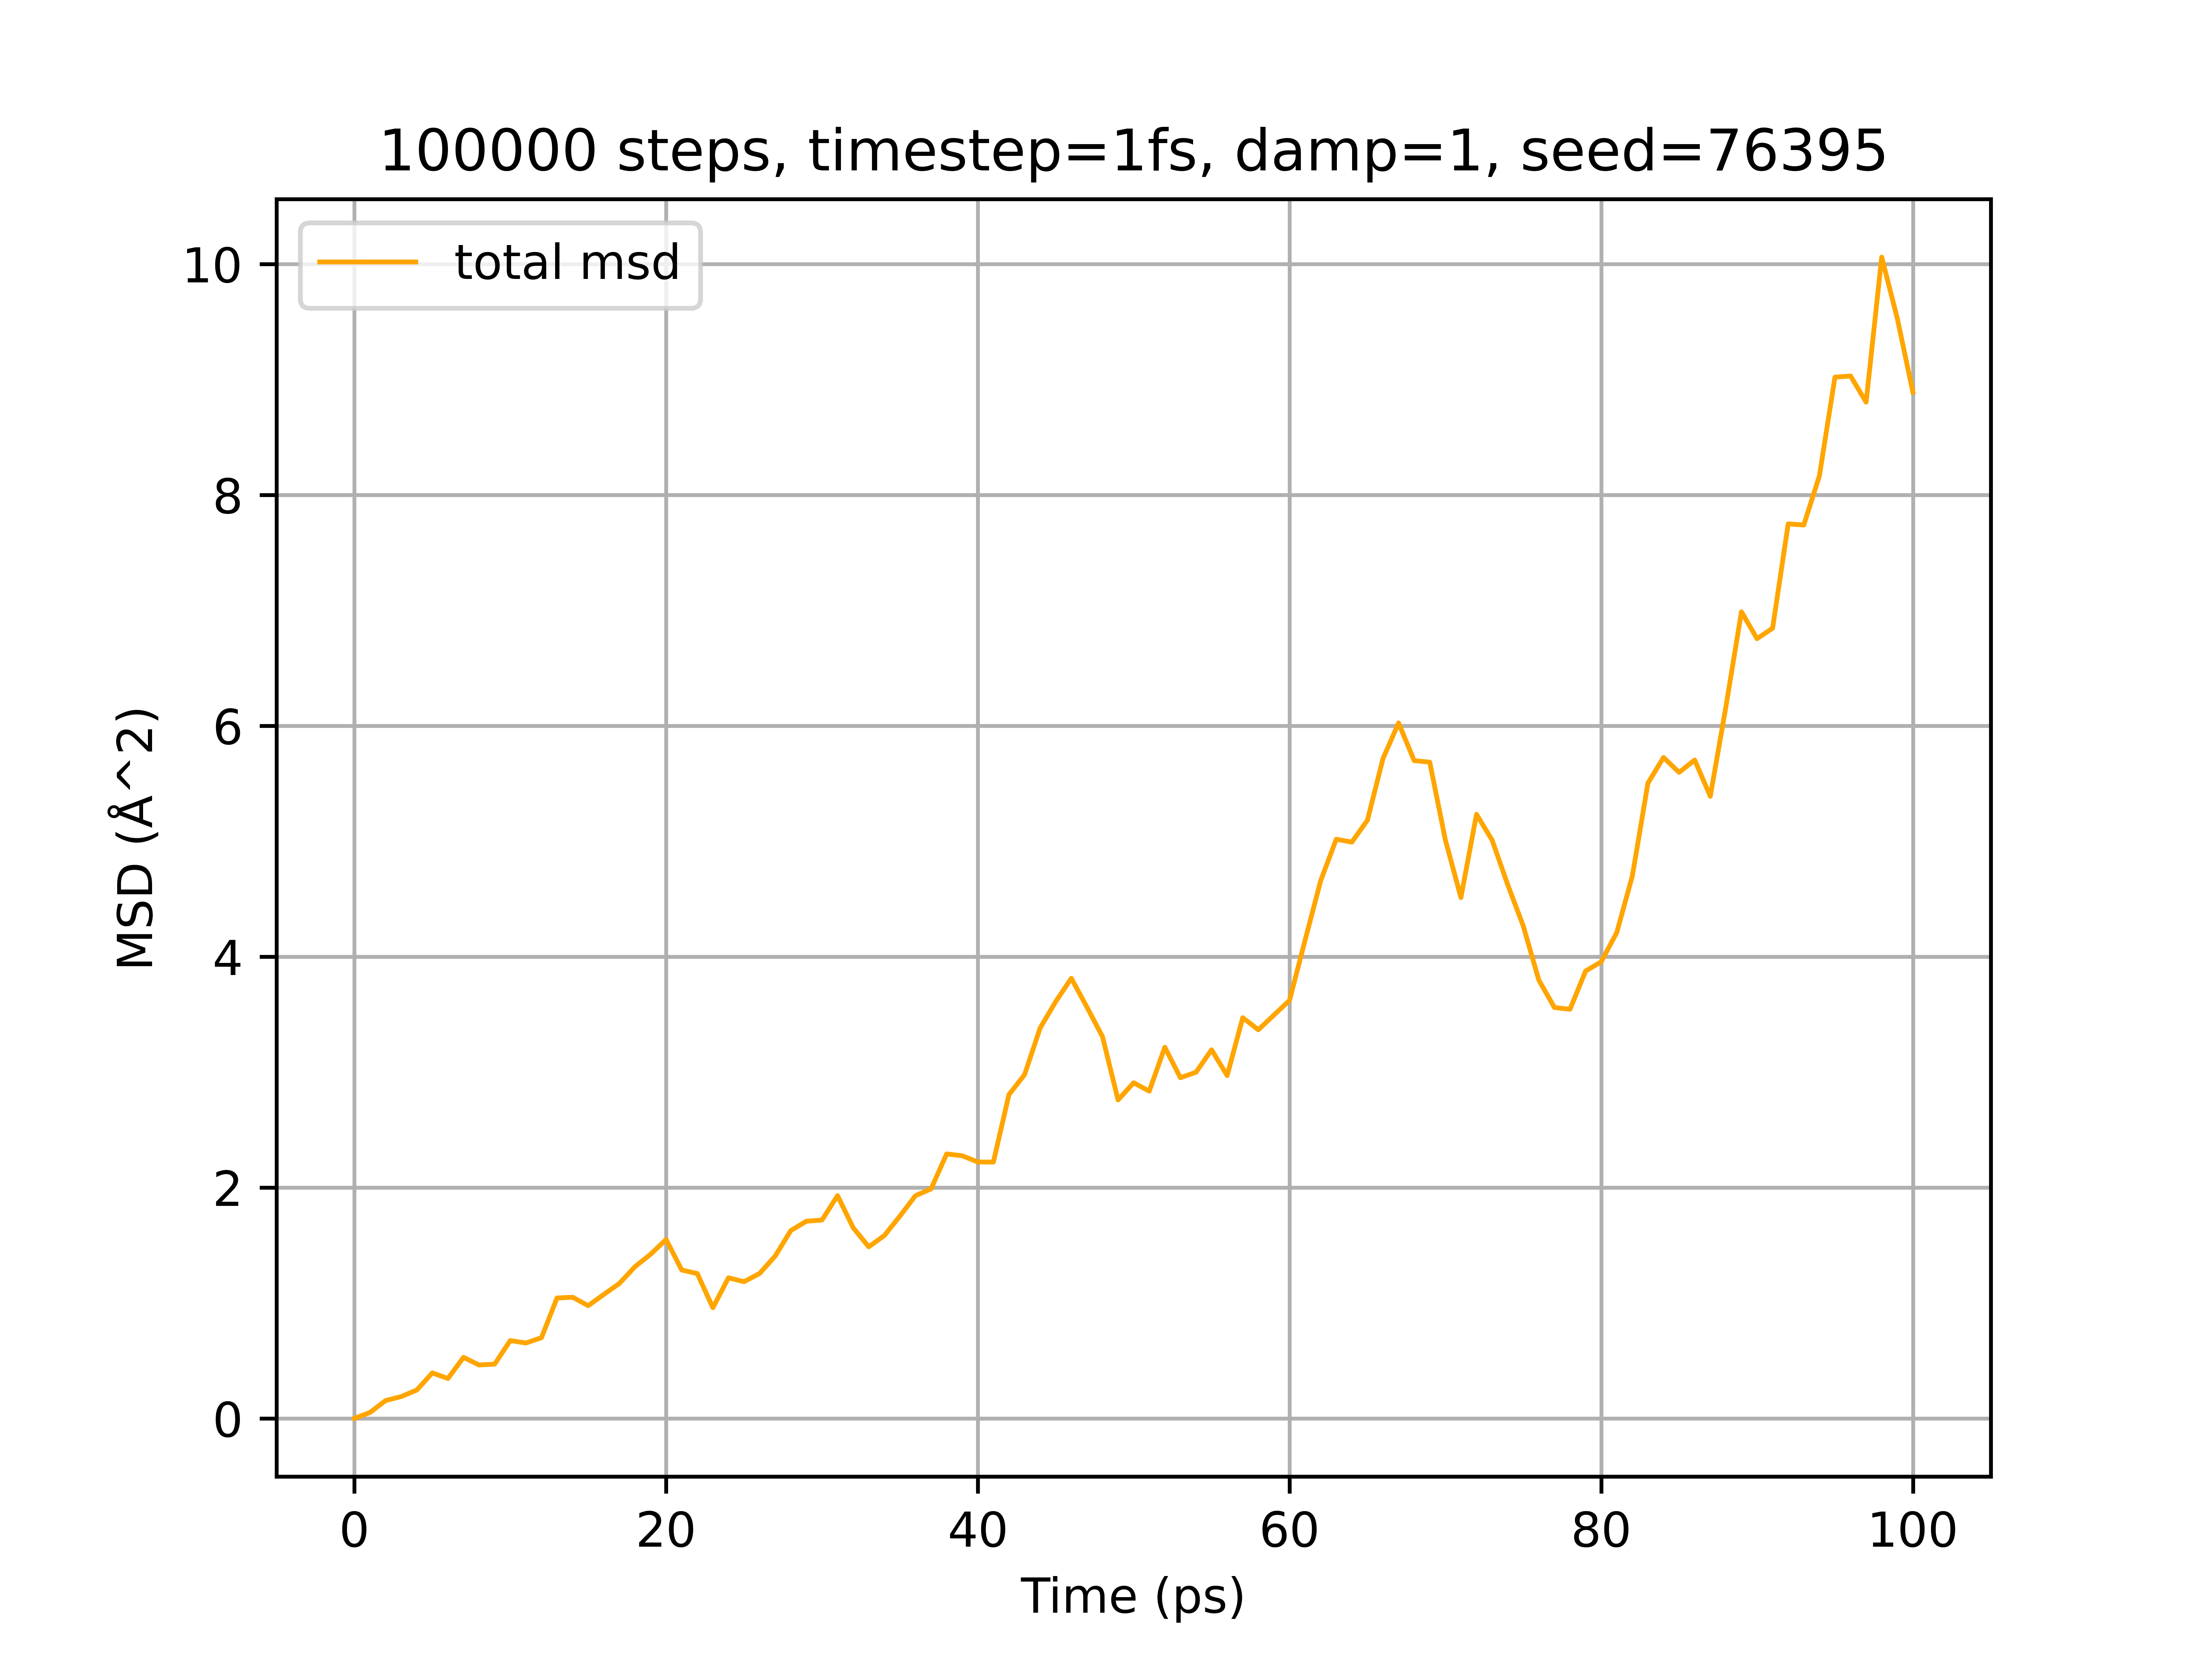 100000 steps, timestep=1fs, damp=1, seed=76395
total msd
10
8
6
4
2
0
MSD (Å^2)
0 20 40 60 80 100
Time (ps)